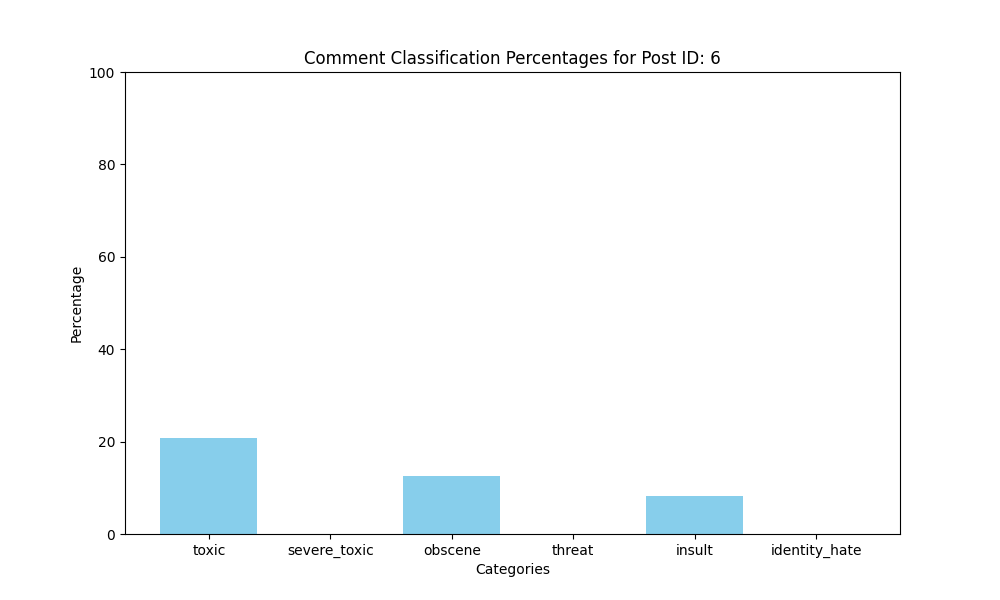 Comment Classification Percentages for Post ID: 6
100
80
60
40
20
0
Percentage
toxic severe_toxic obscene threat insult identity_hate
Categories